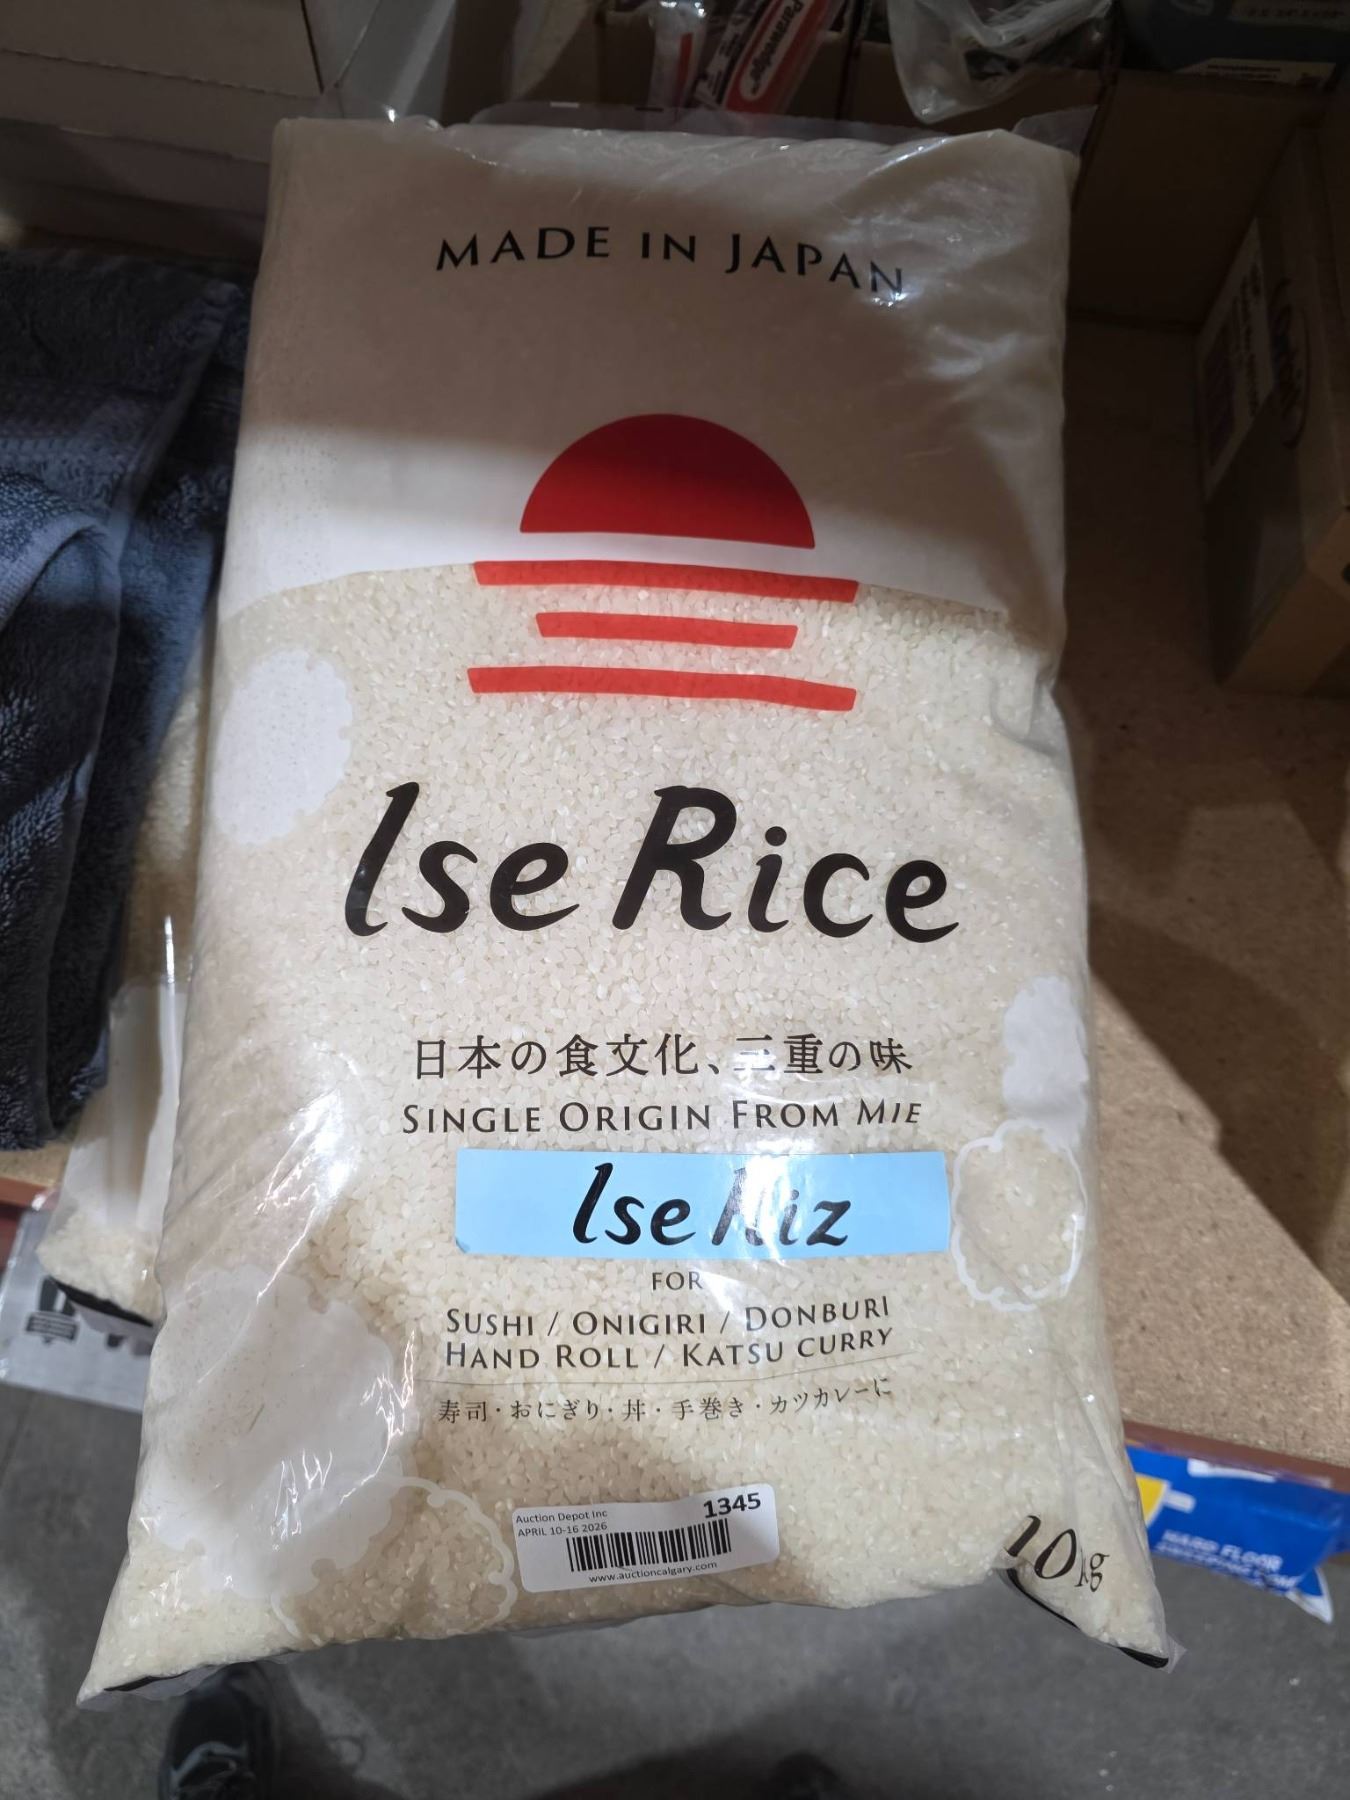 MADE IN JAPAN
Ise Rice
日本の食文化、三重の味
SINGLE ORIGIN FROM MIE
Ise Riz
FOR
SUSHI / ONIGIRI / DONBURI
HAND ROLL / KATSU CURRY
寿司・おにぎり・丼・手巻き・カツカレーに
Auction Depot Inc
1345
APRIL 10-16 2026
www.auctioncalgary.com
10kg
HARD FLOOR